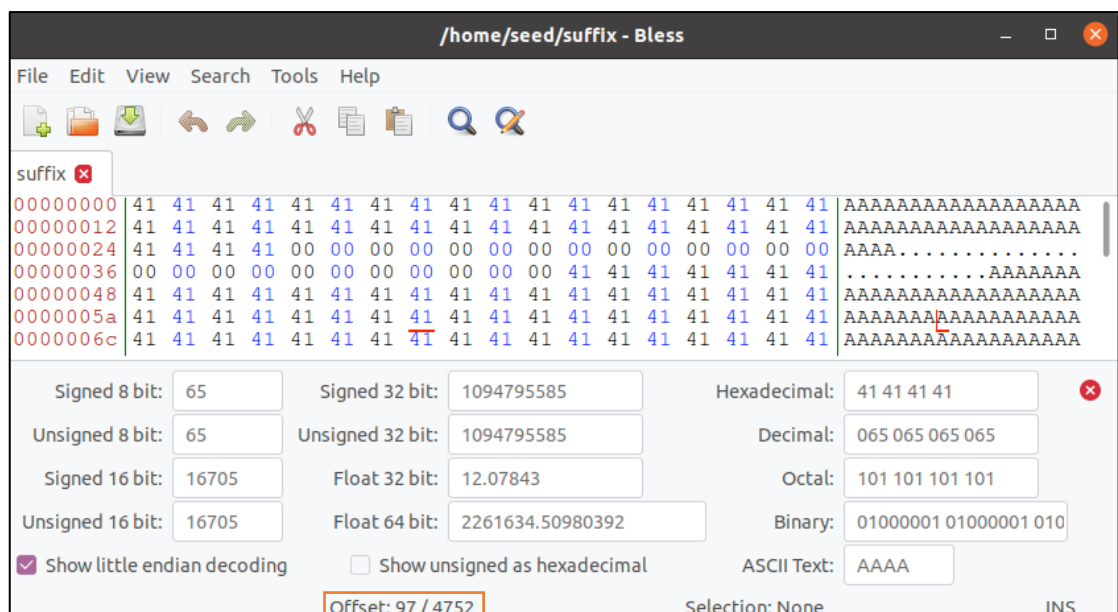 /home/seed/suffix - Bless
File Edit View Search Tools Help
suffix
00000000 41 41 41 41 41 41 41 41 41 41 41 41 41 41 41 41 41 41 AAAAAAAAAAAAAAAAAA
00000012 41 41 41 41 41 41 41 41 41 41 41 41 41 41 41 41 41 41 AAAAAAAAAAAAAAAAAA
00000024 41 41 41 41 00 00 00 00 00 00 00 00 00 00 00 00 00 00 AAAA..............
00000036 00 00 00 00 00 00 00 00 00 00 00 41 41 41 41 41 41 41 ...........AAAAAAA
00000048 41 41 41 41 41 41 41 41 41 41 41 41 41 41 41 41 41 41 AAAAAAAAAAAAAAAAAA
0000005a 41 41 41 41 41 41 41 41 41 41 41 41 41 41 41 41 41 41 AAAAAAAAAAAAAAAAAA
0000006c 41 41 41 41 41 41 41 41 41 41 41 41 41 41 41 41 41 41 AAAAAAAAAAAAAAAAAA
Signed 8 bit: 65 Signed 32 bit: 1094795585 Hexadecimal: 41 41 41 41
Unsigned 8 bit: 65 Unsigned 32 bit: 1094795585 Decimal: 065 065 065 065
Signed 16 bit: 16705 Float 32 bit: 12.07843 Octal: 101 101 101 101
Unsigned 16 bit: 16705 Float 64 bit: 2261634.50980392 Binary: 01000001 01000001 010
Show little endian decoding Show unsigned as hexadecimal ASCII Text: AAAA
Offset: 97 / 4752 Selection: None INS